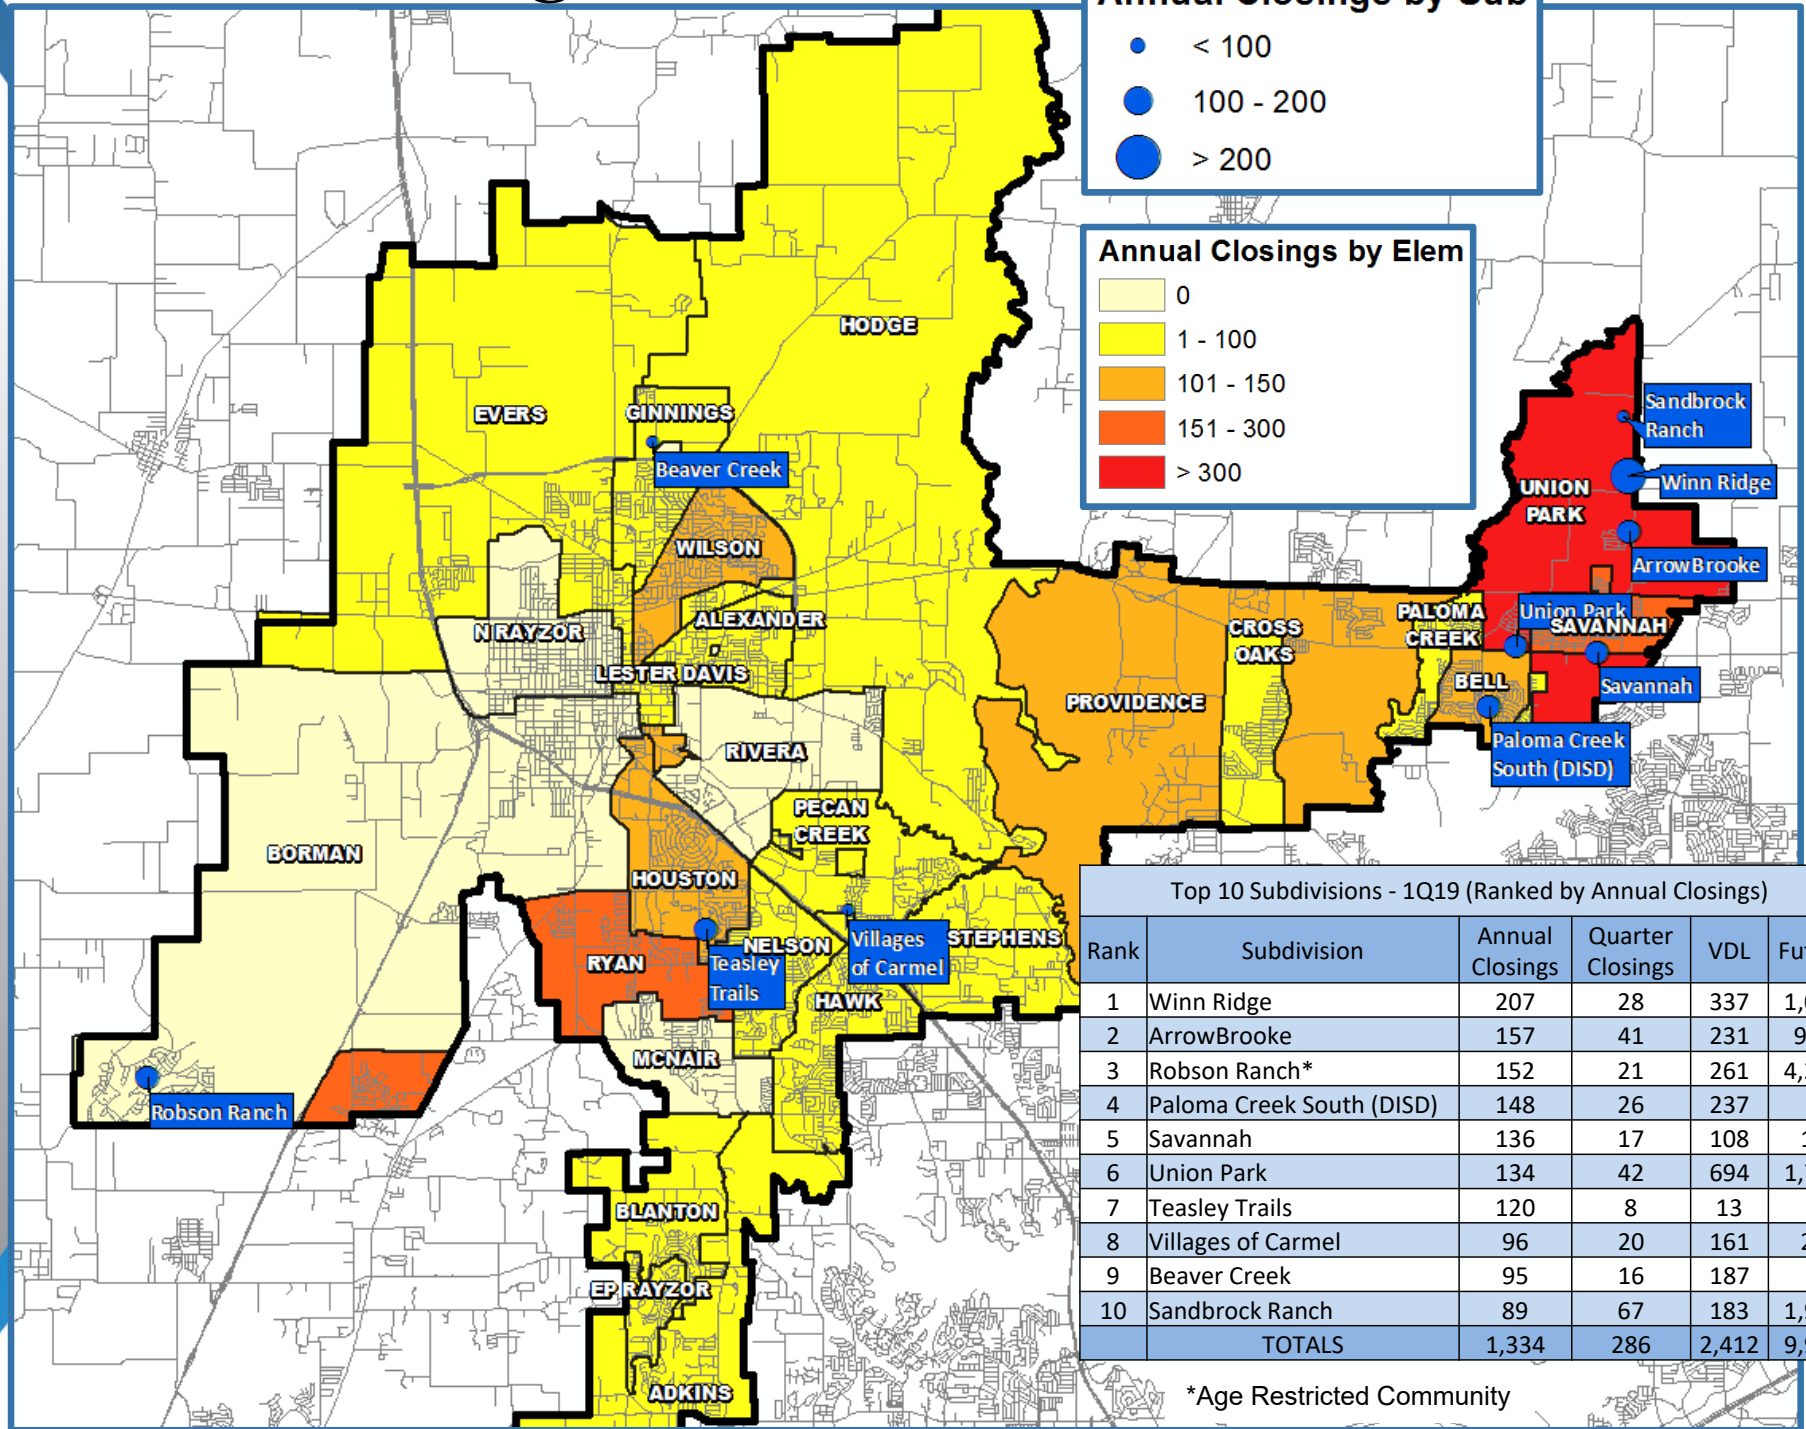 < 100
100 - 200
> 200
Annual Closings by Elem
0
1 - 100
101 - 150
151 - 300
> 300
HODGE
EVERS
GINNINGS
Beaver Creek
WILSON
N RAYZOR
ALEXANDER
LESTER DAVIS
RIVERA
PECAN
CREEK
BORMAN
HOUSTON
RYAN
NELSON
Teasley
Trails
Villages
of Carmel
STEPHENS
HAWK
MCNAIR
Robson Ranch
BLANTON
EP RAYZOR
ADKINS
PROVIDENCE
CROSS
OAKS
PALOMA
CREEK
BELL
UNION
PARK
Sandbrock
Ranch
Winn Ridge
ArrowBrooke
Union Park
SAVANNAH
Savannah
Paloma Creek
South (DISD)
Top 10 Subdivisions - 1Q19 (Ranked by Annual Closings)
Rank Subdivision Annual Closings Quarter Closings VDL
1 Winn Ridge 207 28 337
2 ArrowBrooke 157 41 231
3 Robson Ranch* 152 21 261
4 Paloma Creek South (DISD) 148 26 237
5 Savannah 136 17 108
6 Union Park 134 42 694
7 Teasley Trails 120 8 13
8 Villages of Carmel 96 20 161
9 Beaver Creek 95 16 187
10 Sandbrock Ranch 89 67 183
TOTALS 1,334 286 2,412
*Age Restricted Community